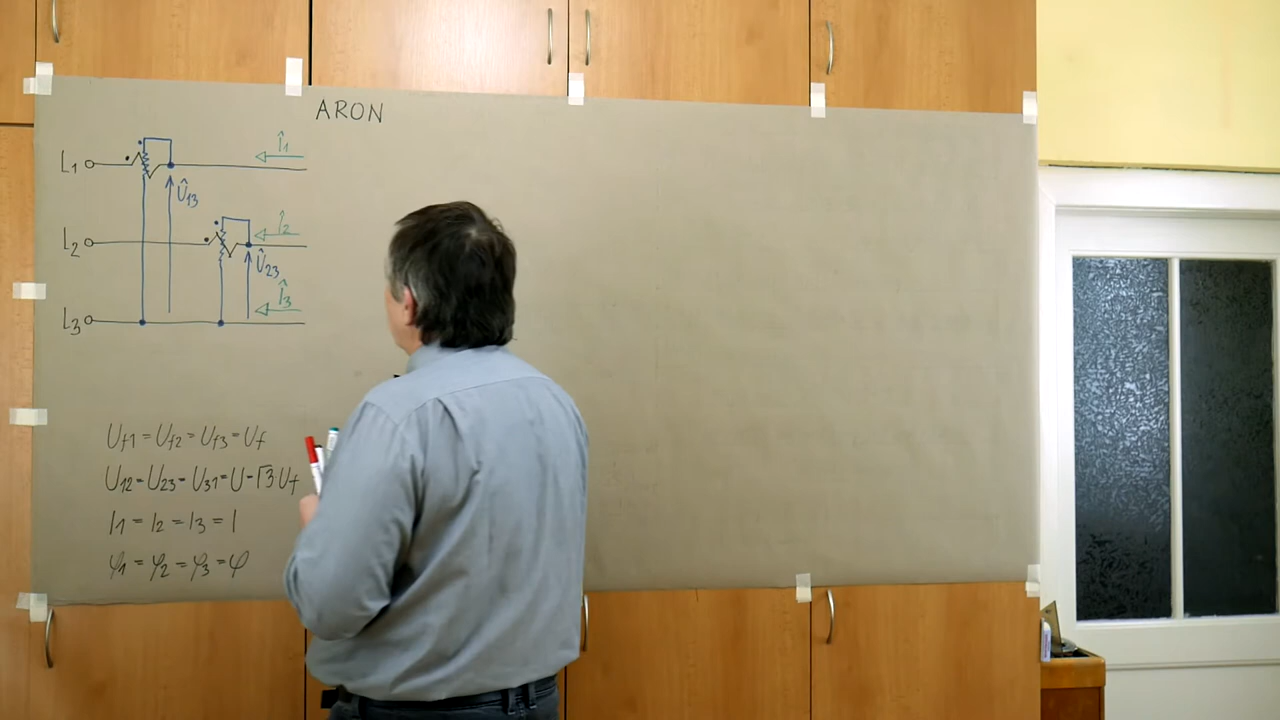 ARON
L1
Î1
Û13
L2
Î2
Û23
Î3
L3
Uf1 = Uf2 = Uf3 = Uf
U12 = U23 = U31 = U = √3 Uf
I1 = I2 = I3 = I
φ1 = φ2 = φ3 = φ